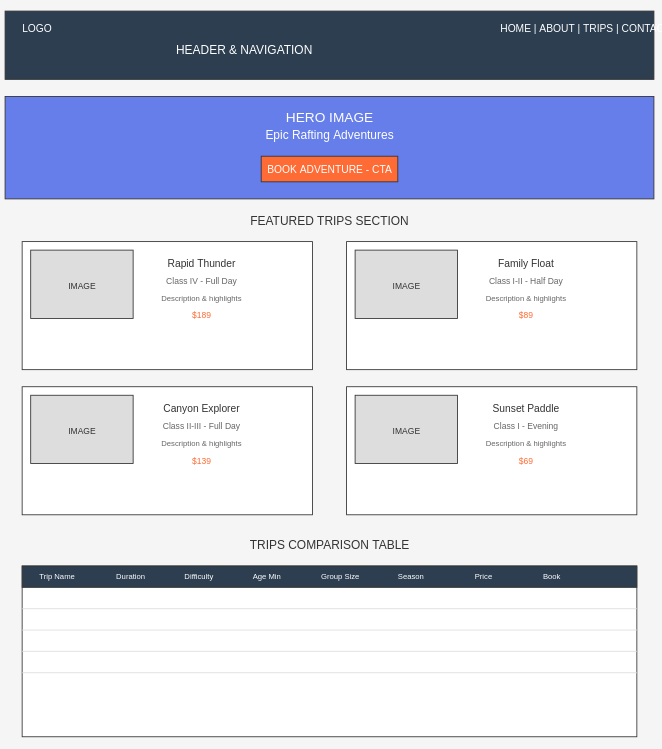 LOGO
HOME | ABOUT | TRIPS | CONTA
HEADER & NAVIGATION
HERO IMAGE
Epic Rafting Adventures
BOOK ADVENTURE - CTA
FEATURED TRIPS SECTION
IMAGE
Rapid Thunder
Class IV - Full Day
Description & highlights
$189
IMAGE
Family Float
Class I-II - Half Day
Description & highlights
$89
IMAGE
Canyon Explorer
Class II-III - Full Day
Description & highlights
$139
IMAGE
Sunset Paddle
Class I - Evening
Description & highlights
$69
TRIPS COMPARISON TABLE
Trip Name Duration Difficulty Age Min Group Size Season Price Book